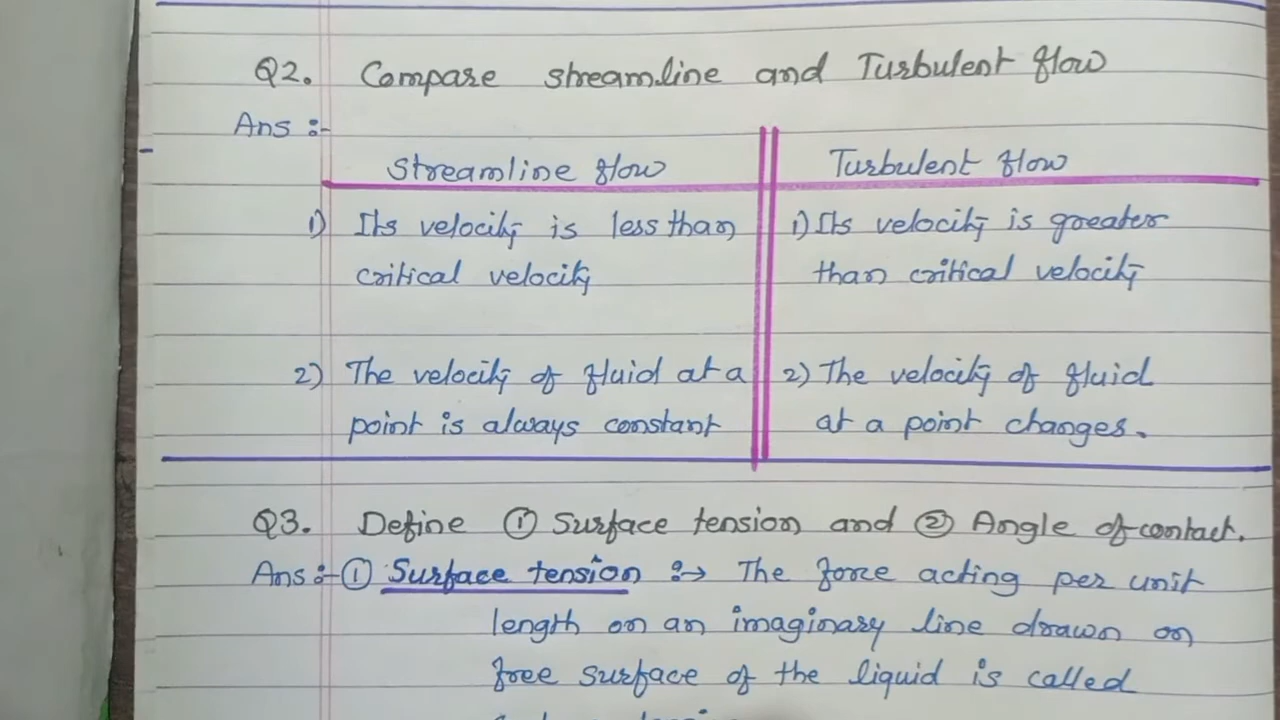 Q2. Compare streamline and Turbulent flow
Ans :-
Streamline flow
Turbulent flow
1) Its velocity is less than
critical velocity
1) Its velocity is greater
than critical velocity
2) The velocity of fluid at a
point is always constant
2) The velocity of fluid
at a point changes.
Q3. Define ① Surface tension and ② Angle of contact.
Ans :- ① Surface tension :→ The force acting per unit
length on an imaginary line drawn on
free surface of the liquid is called